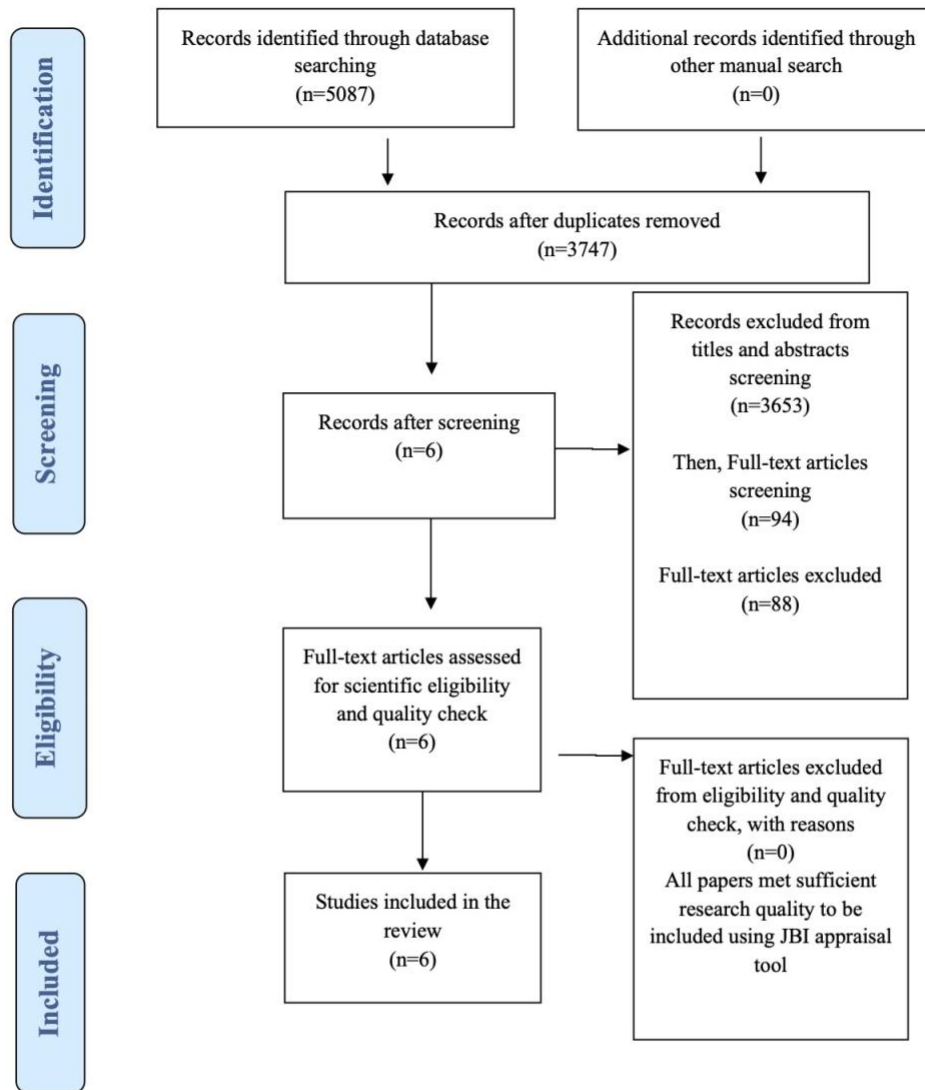 Identification
Records identified through database
searching
(n=5087)
Additional records identified through
other manual search
(n=0)
Records after duplicates removed
(n=3747)
Screening
Records after screening
(n=6)
Records excluded from
titles and abstracts
screening
(n=3653)
Then, Full-text articles
screening
(n=94)
Full-text articles excluded
(n=88)
Eligibility
Full-text articles assessed
for scientific eligibility
and quality check
(n=6)
Full-text articles excluded
from eligibility and quality
check, with reasons
(n=0)
All papers met sufficient
research quality to be
included using JBI appraisal
tool
Included
Studies included in the
review
(n=6)